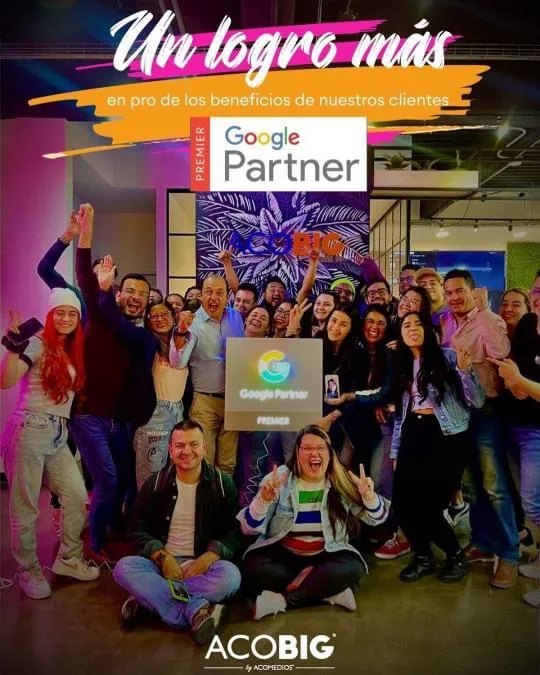 Un logro más
en pro de los beneficios de nuestros clientes
PREMIER
Google
Partner
ACOBIG
Google Partner
PREMIER
ACOBIG
by ACOMEDIOS